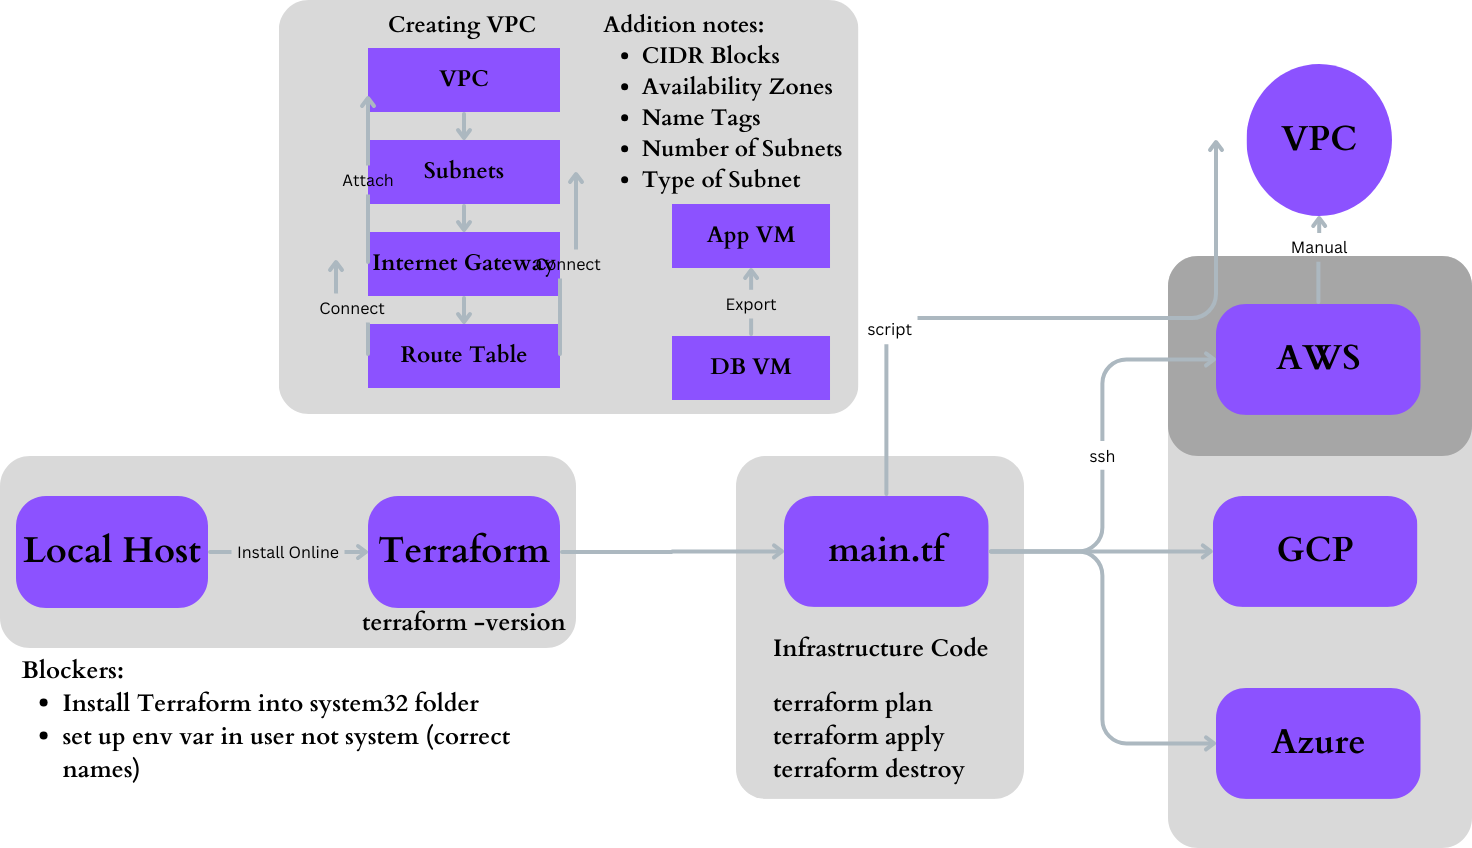 Creating VPC
VPC
Attach
Subnets
Internet Gateway
Connect
Connect
Route Table
Addition notes:
• CIDR Blocks
• Availability Zones
• Name Tags
• Number of Subnets
• Type of Subnet
App VM
Export
DB VM
VPC
Manual
script
AWS
ssh
Local Host
Install Online
Terraform
terraform -version
main.tf
GCP
Infrastructure Code
terraform plan
terraform apply
terraform destroy
Azure
Blockers:
• Install Terraform into system32 folder
• set up env var in user not system (correct
names)